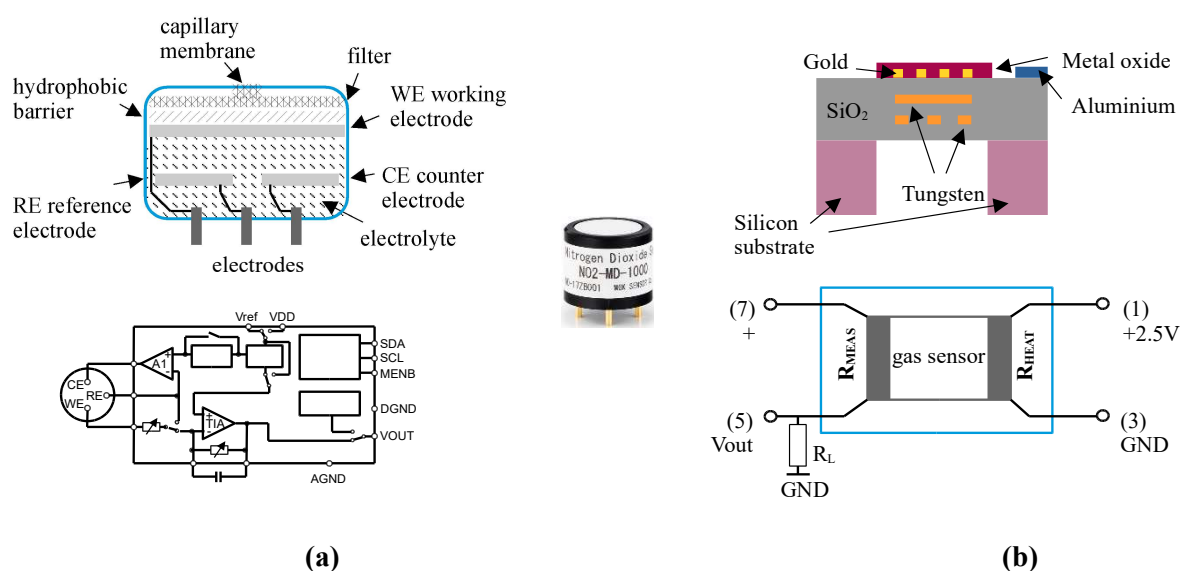 capillary
membrane
filter
hydrophobic
barrier
WE working
electrode
CE counter
electrode
RE reference
electrode
electrolyte
electrodes
Vref VDD
SDA
SCL
MENB
DGND
VOUT
AGND
A1
TIA
CE
RE
WE
+
-
+
-
(a)
Nitrogen Dioxide
NO2-MD-1000
Gold
Metal oxide
SiO2
Aluminium
Tungsten
Silicon
substrate
(7)
+
(1)
+2.5V
RMEAS
gas sensor
RHEAT
(5)
Vout
RL
GND
(3)
GND
(b)